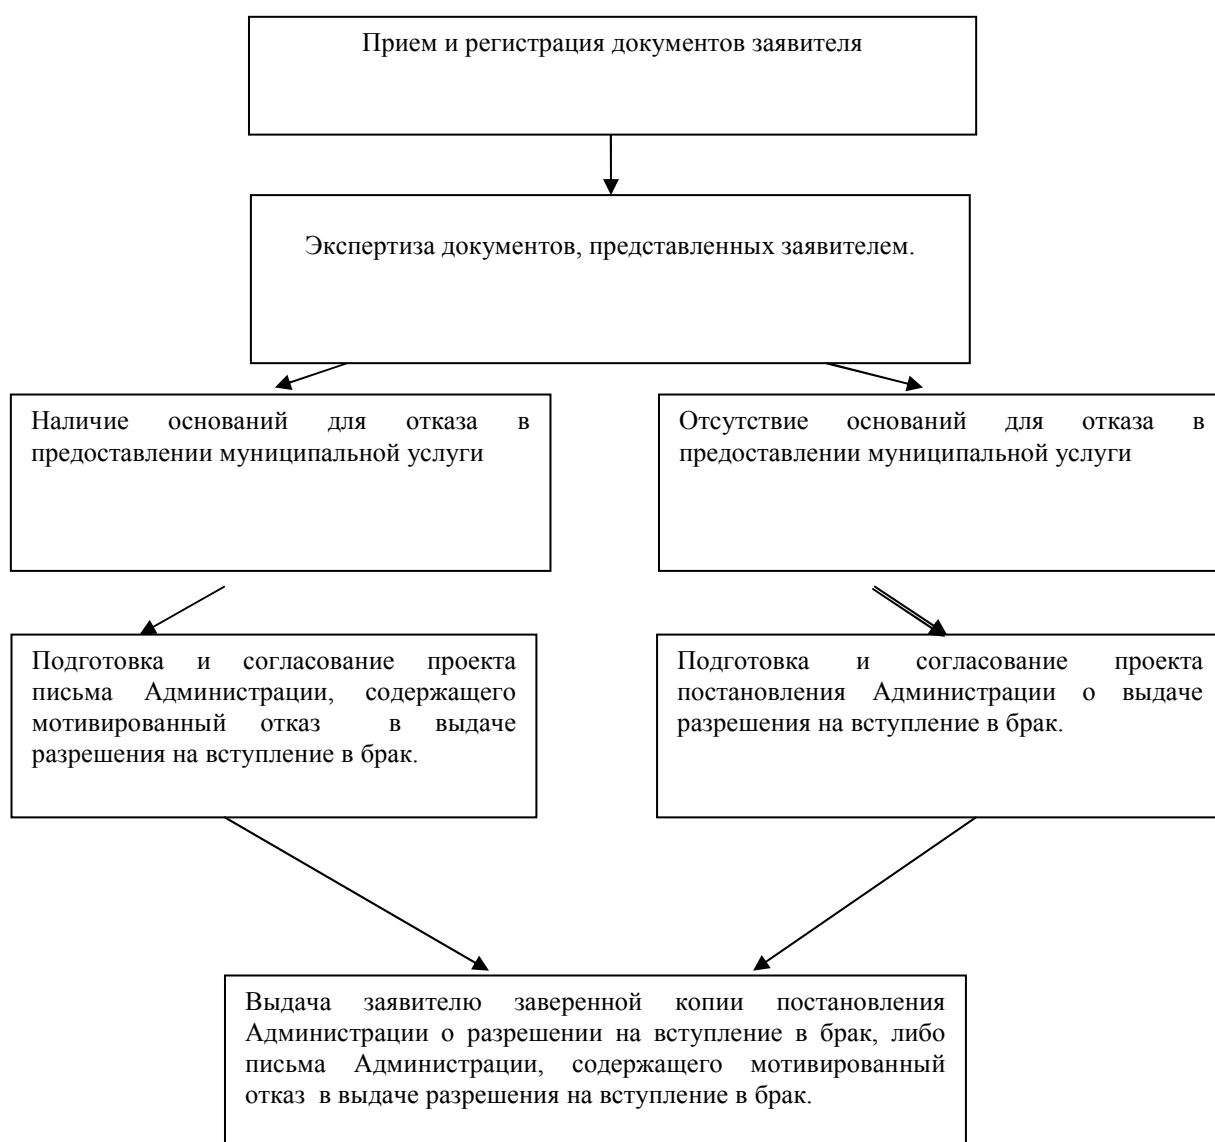 Прием и регистрация документов заявителя
Экспертиза документов, представленных заявителем.
Наличие оснований для отказа в
предоставлении муниципальной услуги
Отсутствие оснований для отказа в
предоставлении муниципальной услуги
Подготовка и согласование проекта
письма Администрации, содержащего
мотивированный отказ в выдаче
разрешения на вступление в брак.
Подготовка и согласование проекта
постановления Администрации о выдаче
разрешения на вступление в брак.
Выдача заявителю заверенной копии постановления
Администрации о разрешении на вступление в брак, либо
письма Администрации, содержащего мотивированный
отказ в выдаче разрешения на вступление в брак.